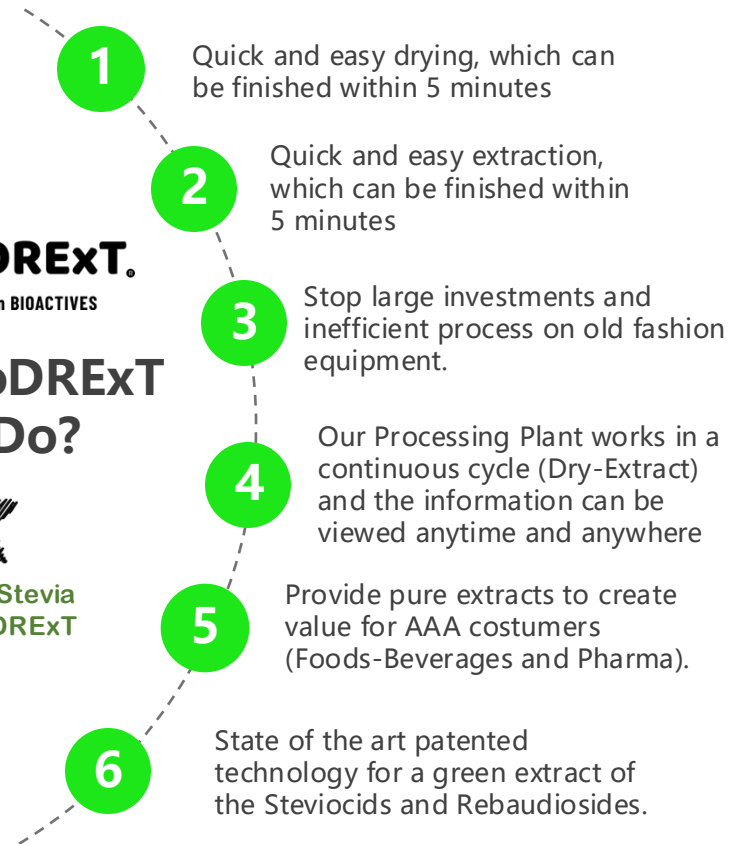 1
Quick and easy drying, which can
be finished within 5 minutes
2
Quick and easy extraction,
which can be finished within
5 minutes
DRExT®
BIOACTIVES
3
Stop large investments and
inefficient process on old fashion
equipment.
DRExT
Do?
4
Our Processing Plant works in a
continuous cycle (Dry-Extract)
and the information can be
viewed anytime and anywhere
Stevia
DRExT
5
Provide pure extracts to create
value for AAA costumers
(Foods-Beverages and Pharma).
6
State of the art patented
technology for a green extract of
the Steviocids and Rebaudiosides.